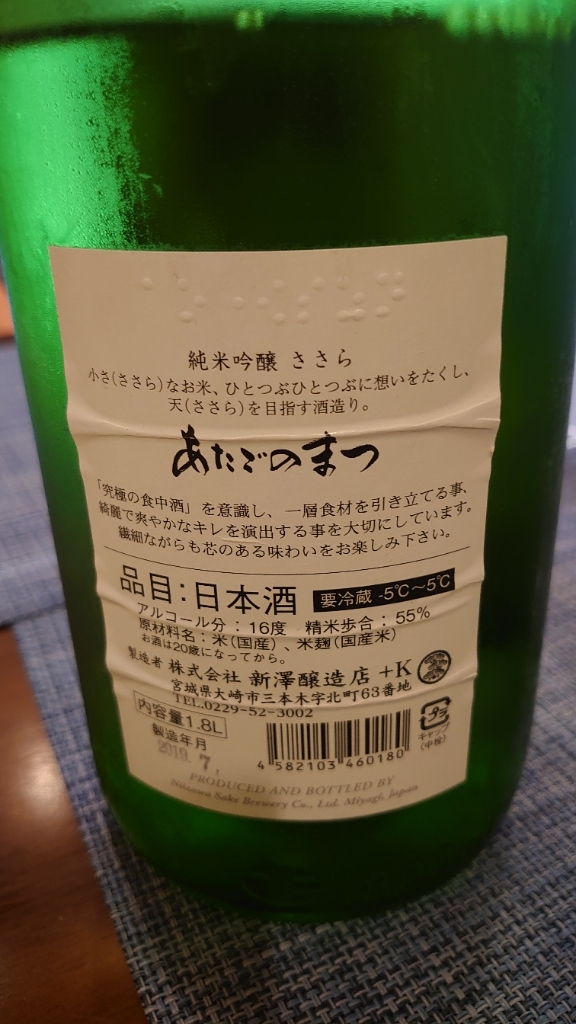 純米吟醸 ささら
小さ(ささら)なお米、ひとつぶひとつぶに想いをたくし、
天(ささら)を目指す酒造り。
あたごのまつ
「究極の食中酒」を意識し、一層食材を引き立てる事、
綺麗で爽やかなキレを演出する事を大切にしています。
繊細ながらも芯のある味わいをお楽しみ下さい。
品目:日本酒 要冷蔵 -5℃~5℃
アルコール分:16度 精米歩合:55%
原材料名:米(国産)、米麹(国産米)
お酒は20歳になってから。
製造者 株式会社 新澤醸造店 +K
宮城県大崎市三本木字北町63番地
TEL.0229-52-3002
内容量1.8L
製造年月
2019. 7
4 582103 460180
キャップ
(中栓)
PRODUCED AND BOTTLED BY
Niizawa Sake Brewery Co., Ltd. Miyagi, Japan